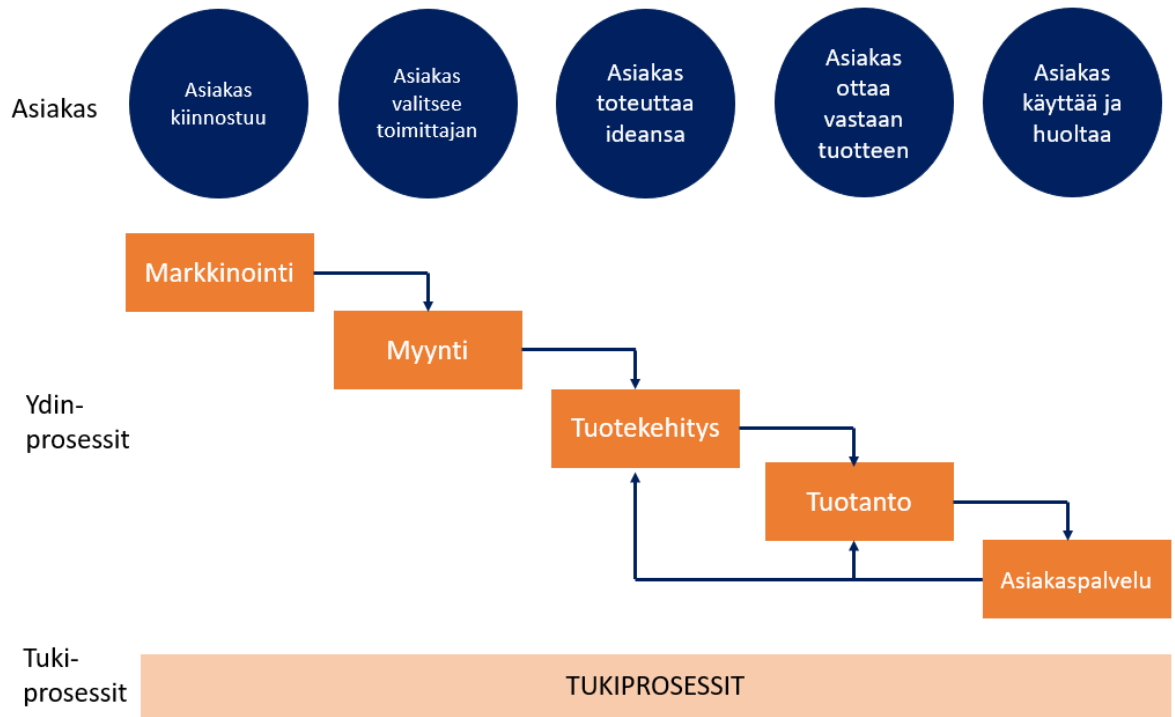 Asiakas
Asiakas
kiinnostuu
Asiakas
valitsee
toimittajan
Asiakas
toteuttaa
ideansa
Asiakas
ottaa
vastaan
tuotteen
Asiakas
käyttää ja
huoltaa
Ydin-
prosessit
Markkinointi
Myynti
Tuotekehitys
Tuotanto
Asiakaspalvelu
Tuki-
prosessit
TUKIPROSESSIT